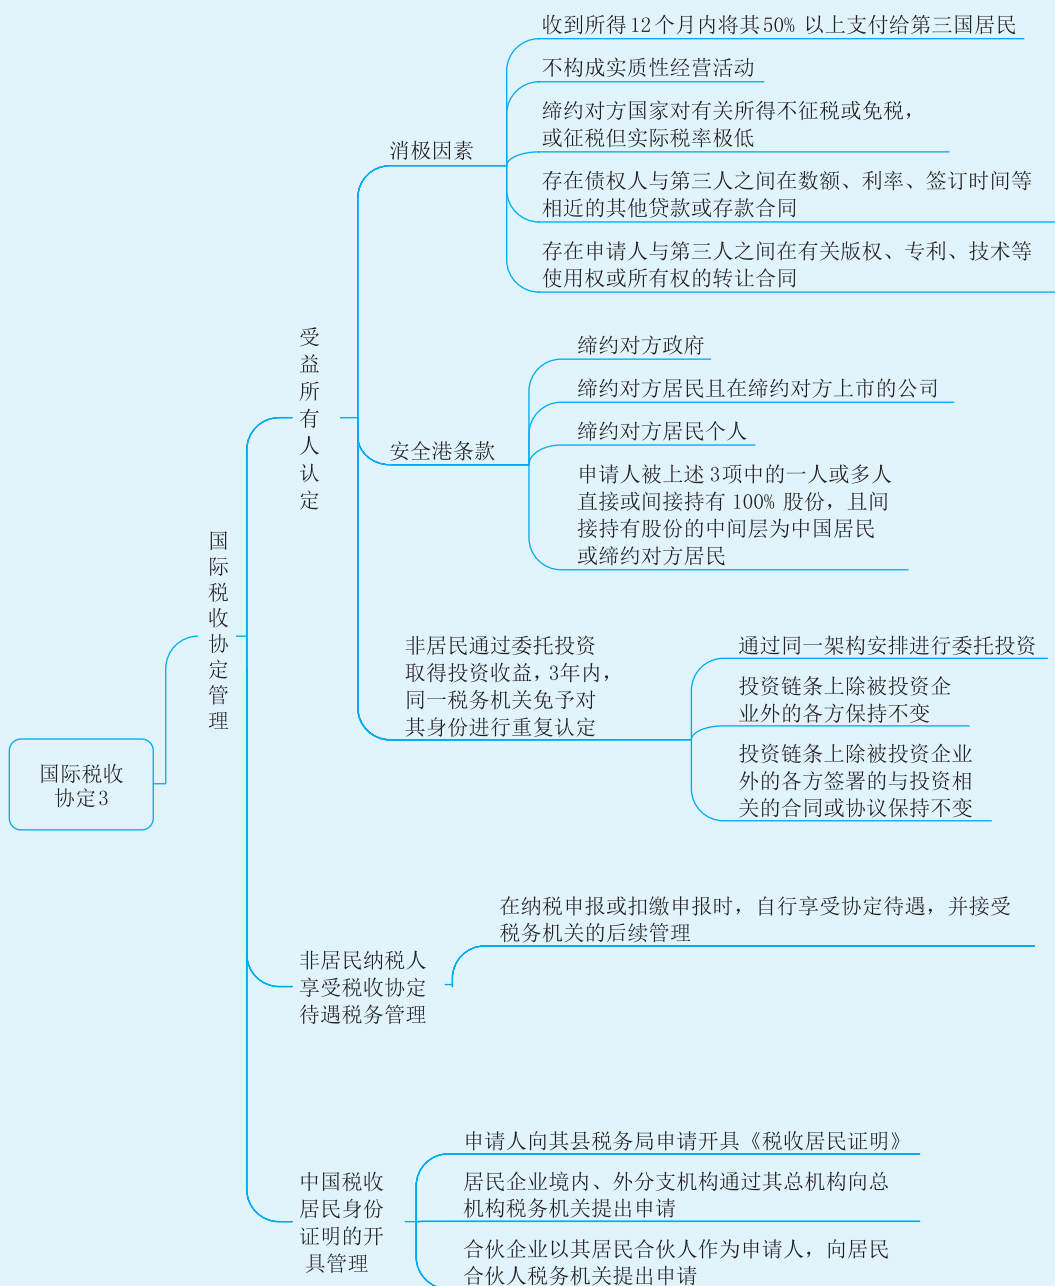 国际税收
协定3
国际税收协定管理
受益所有人认定
消极因素
收到所得12个月内将其50% 以上支付给第三国居民
不构成实质性经营活动
缔约对方国家对有关所得不征税或免税，
或征税但实际税率极低
存在债权人与第三人之间在数额、利率、签订时间等
相近的其他贷款或存款合同
存在申请人与第三人之间在有关版权、专利、技术等
使用权或所有权的转让合同
安全港条款
缔约对方政府
缔约对方居民且在缔约对方上市的公司
缔约对方居民个人
申请人被上述 3项中的一人或多人
直接或间接持有 100% 股份，且间
接持有股份的中间层为中国居民
或缔约对方居民
非居民通过委托投资
取得投资收益，3年内，
同一税务机关免予对
其身份进行重复认定
通过同一架构安排进行委托投资
投资链条上除被投资企
业外的各方保持不变
投资链条上除被投资企业
外的各方签署的与投资相
关的合同或协议保持不变
非居民纳税人
享受税收协定
待遇税务管理
在纳税申报或扣缴申报时，自行享受协定待遇，并接受
税务机关的后续管理
中国税收
居民身份
证明的开
具管理
申请人向其县税务局申请开具《税收居民证明》
居民企业境内、外分支机构通过其总机构向总
机构税务机关提出申请
合伙企业以其居民合伙人作为申请人，向居民
合伙人税务机关提出申请